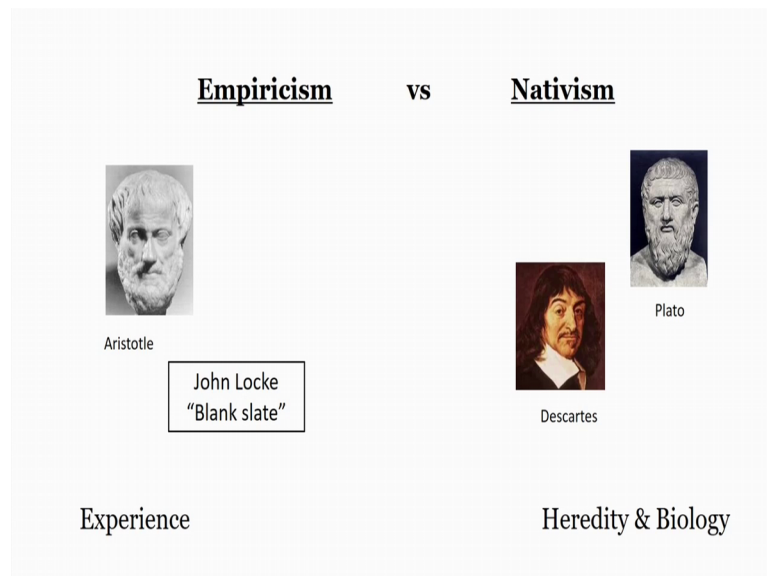 Empiricism vs Nativism
Aristotle
John Locke
“Blank slate”
Plato
Descartes
Experience
Heredity & Biology